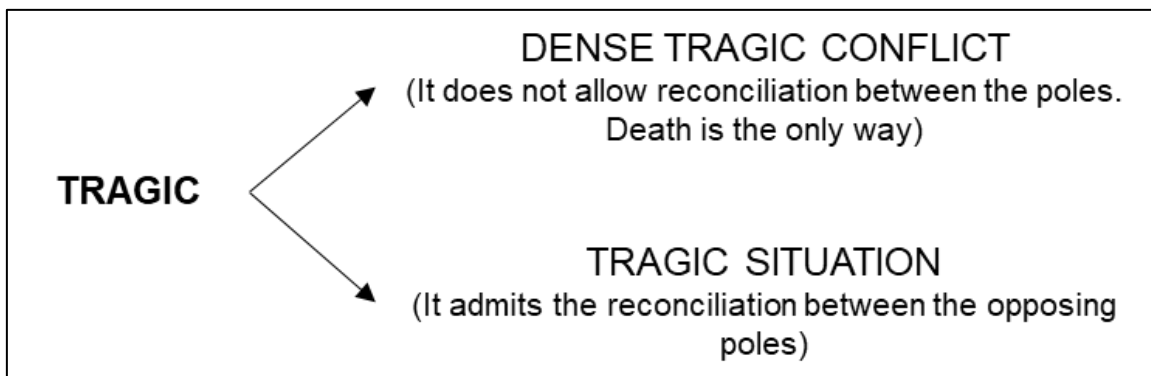 DENSE TRAGIC CONFLICT
(It does not allow reconciliation between the poles.
Death is the only way)
TRAGIC
TRAGIC SITUATION
(It admits the reconciliation between the opposing
poles)